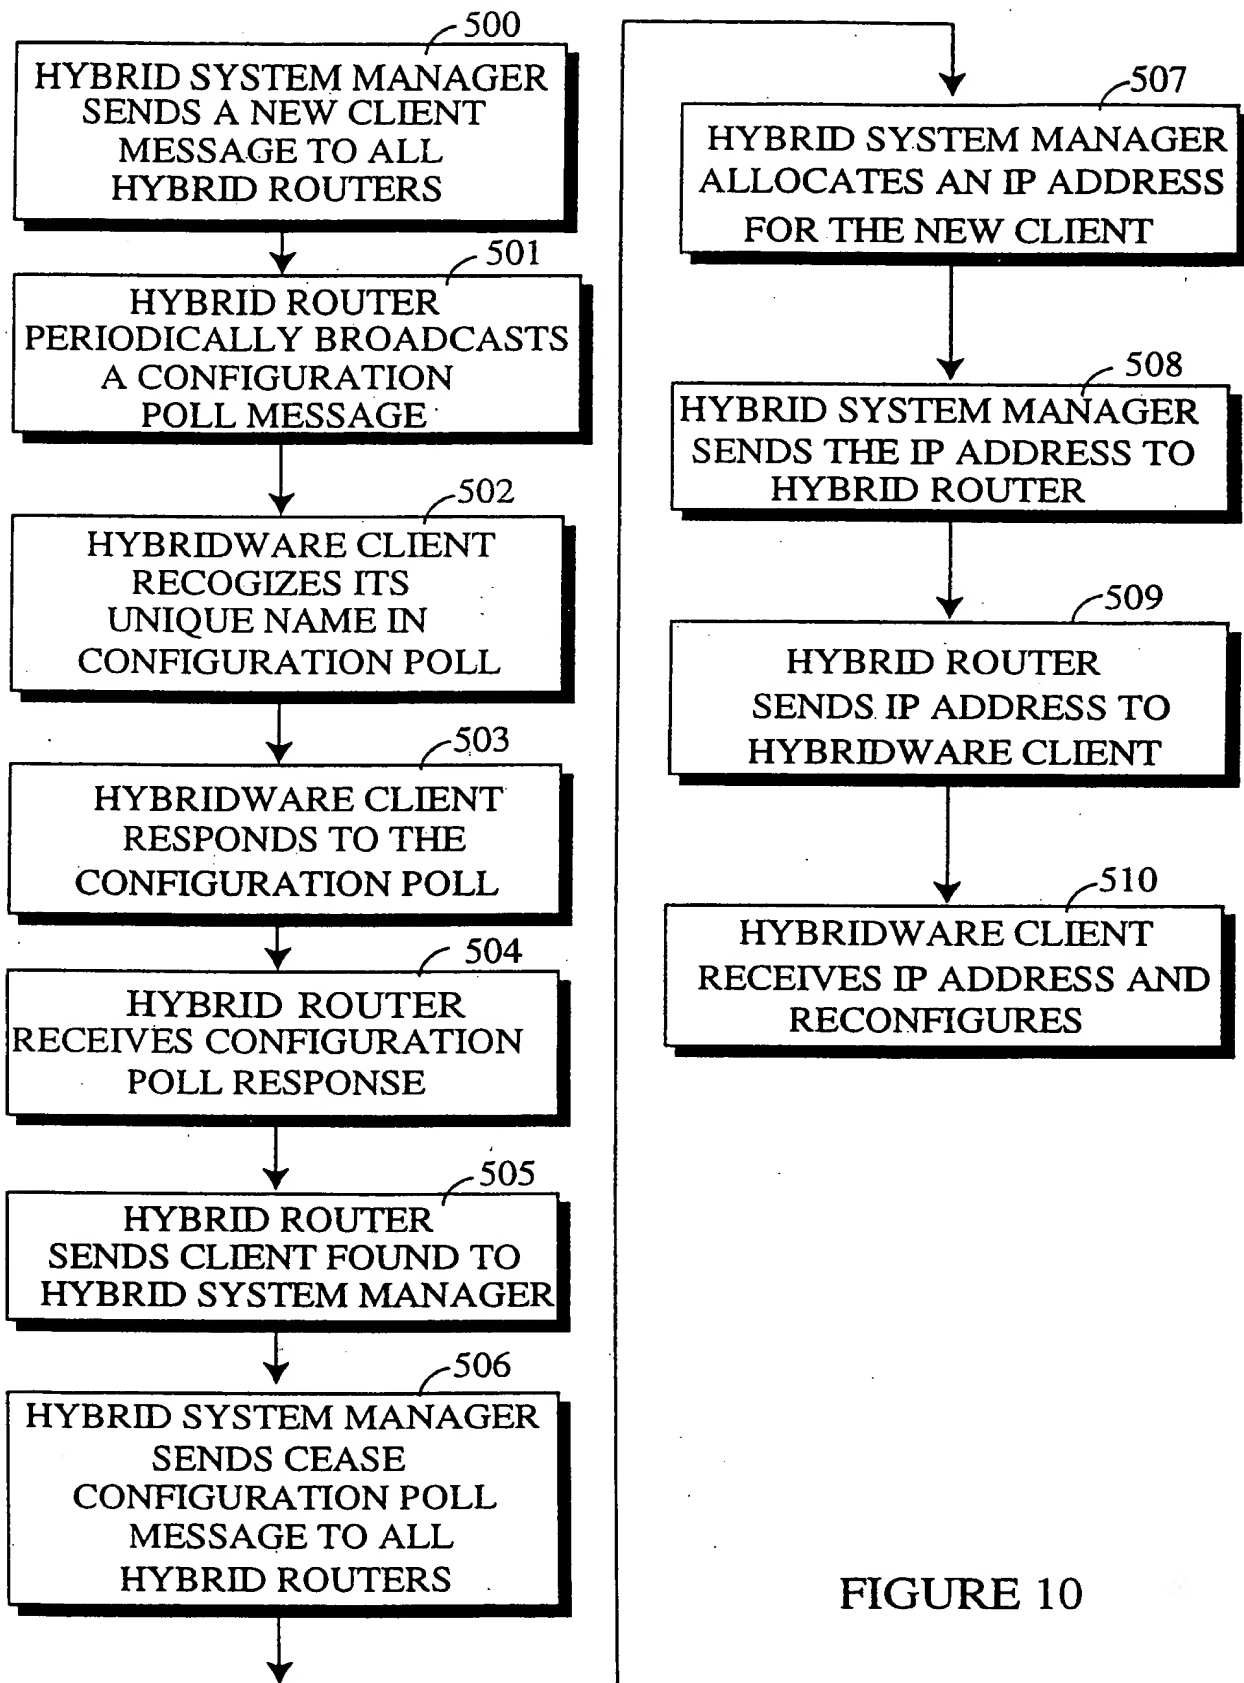 500
HYBRID SYSTEM MANAGER
SENDS A NEW CLIENT
MESSAGE TO ALL
HYBRID ROUTERS
501
HYBRID ROUTER
PERIODICALLY BROADCASTS
A CONFIGURATION
POLL MESSAGE
502
HYBRIDWARE CLIENT
RECOGIZES ITS
UNIQUE NAME IN
CONFIGURATION POLL
503
HYBRIDWARE CLIENT
RESPONDS TO THE
CONFIGURATION POLL
504
HYBRID ROUTER
RECEIVES CONFIGURATION
POLL RESPONSE
505
HYBRID ROUTER
SENDS CLIENT FOUND TO
HYBRID SYSTEM MANAGER
506
HYBRID SYSTEM MANAGER
SENDS CEASE
CONFIGURATION POLL
MESSAGE TO ALL
HYBRID ROUTERS
507
HYBRID SYSTEM MANAGER
ALLOCATES AN IP ADDRESS
FOR THE NEW CLIENT
508
HYBRID SYSTEM MANAGER
SENDS THE IP ADDRESS TO
HYBRID ROUTER
509
HYBRID ROUTER
SENDS IP ADDRESS TO
HYBRIDWARE CLIENT
510
HYBRIDWARE CLIENT
RECEIVES IP ADDRESS AND
RECONFIGURES
FIGURE 10